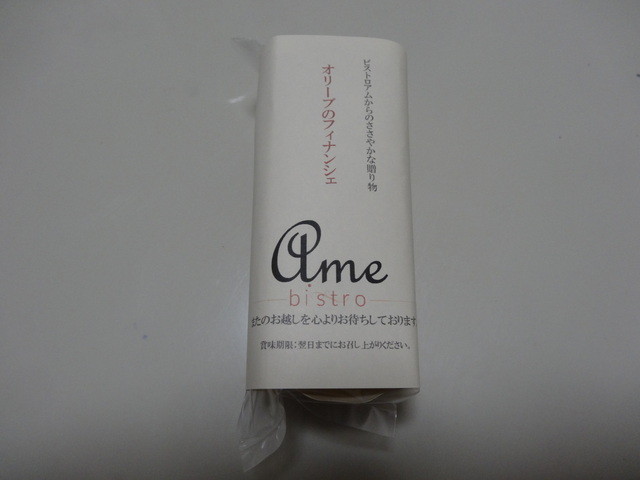 ビストロアムからのささやかな贈り物
オリーブのフィナンシェ
Ame
bistro
またのお越しを心よりお待ちしております
賞味期限：翌日までにお召し上がりください。